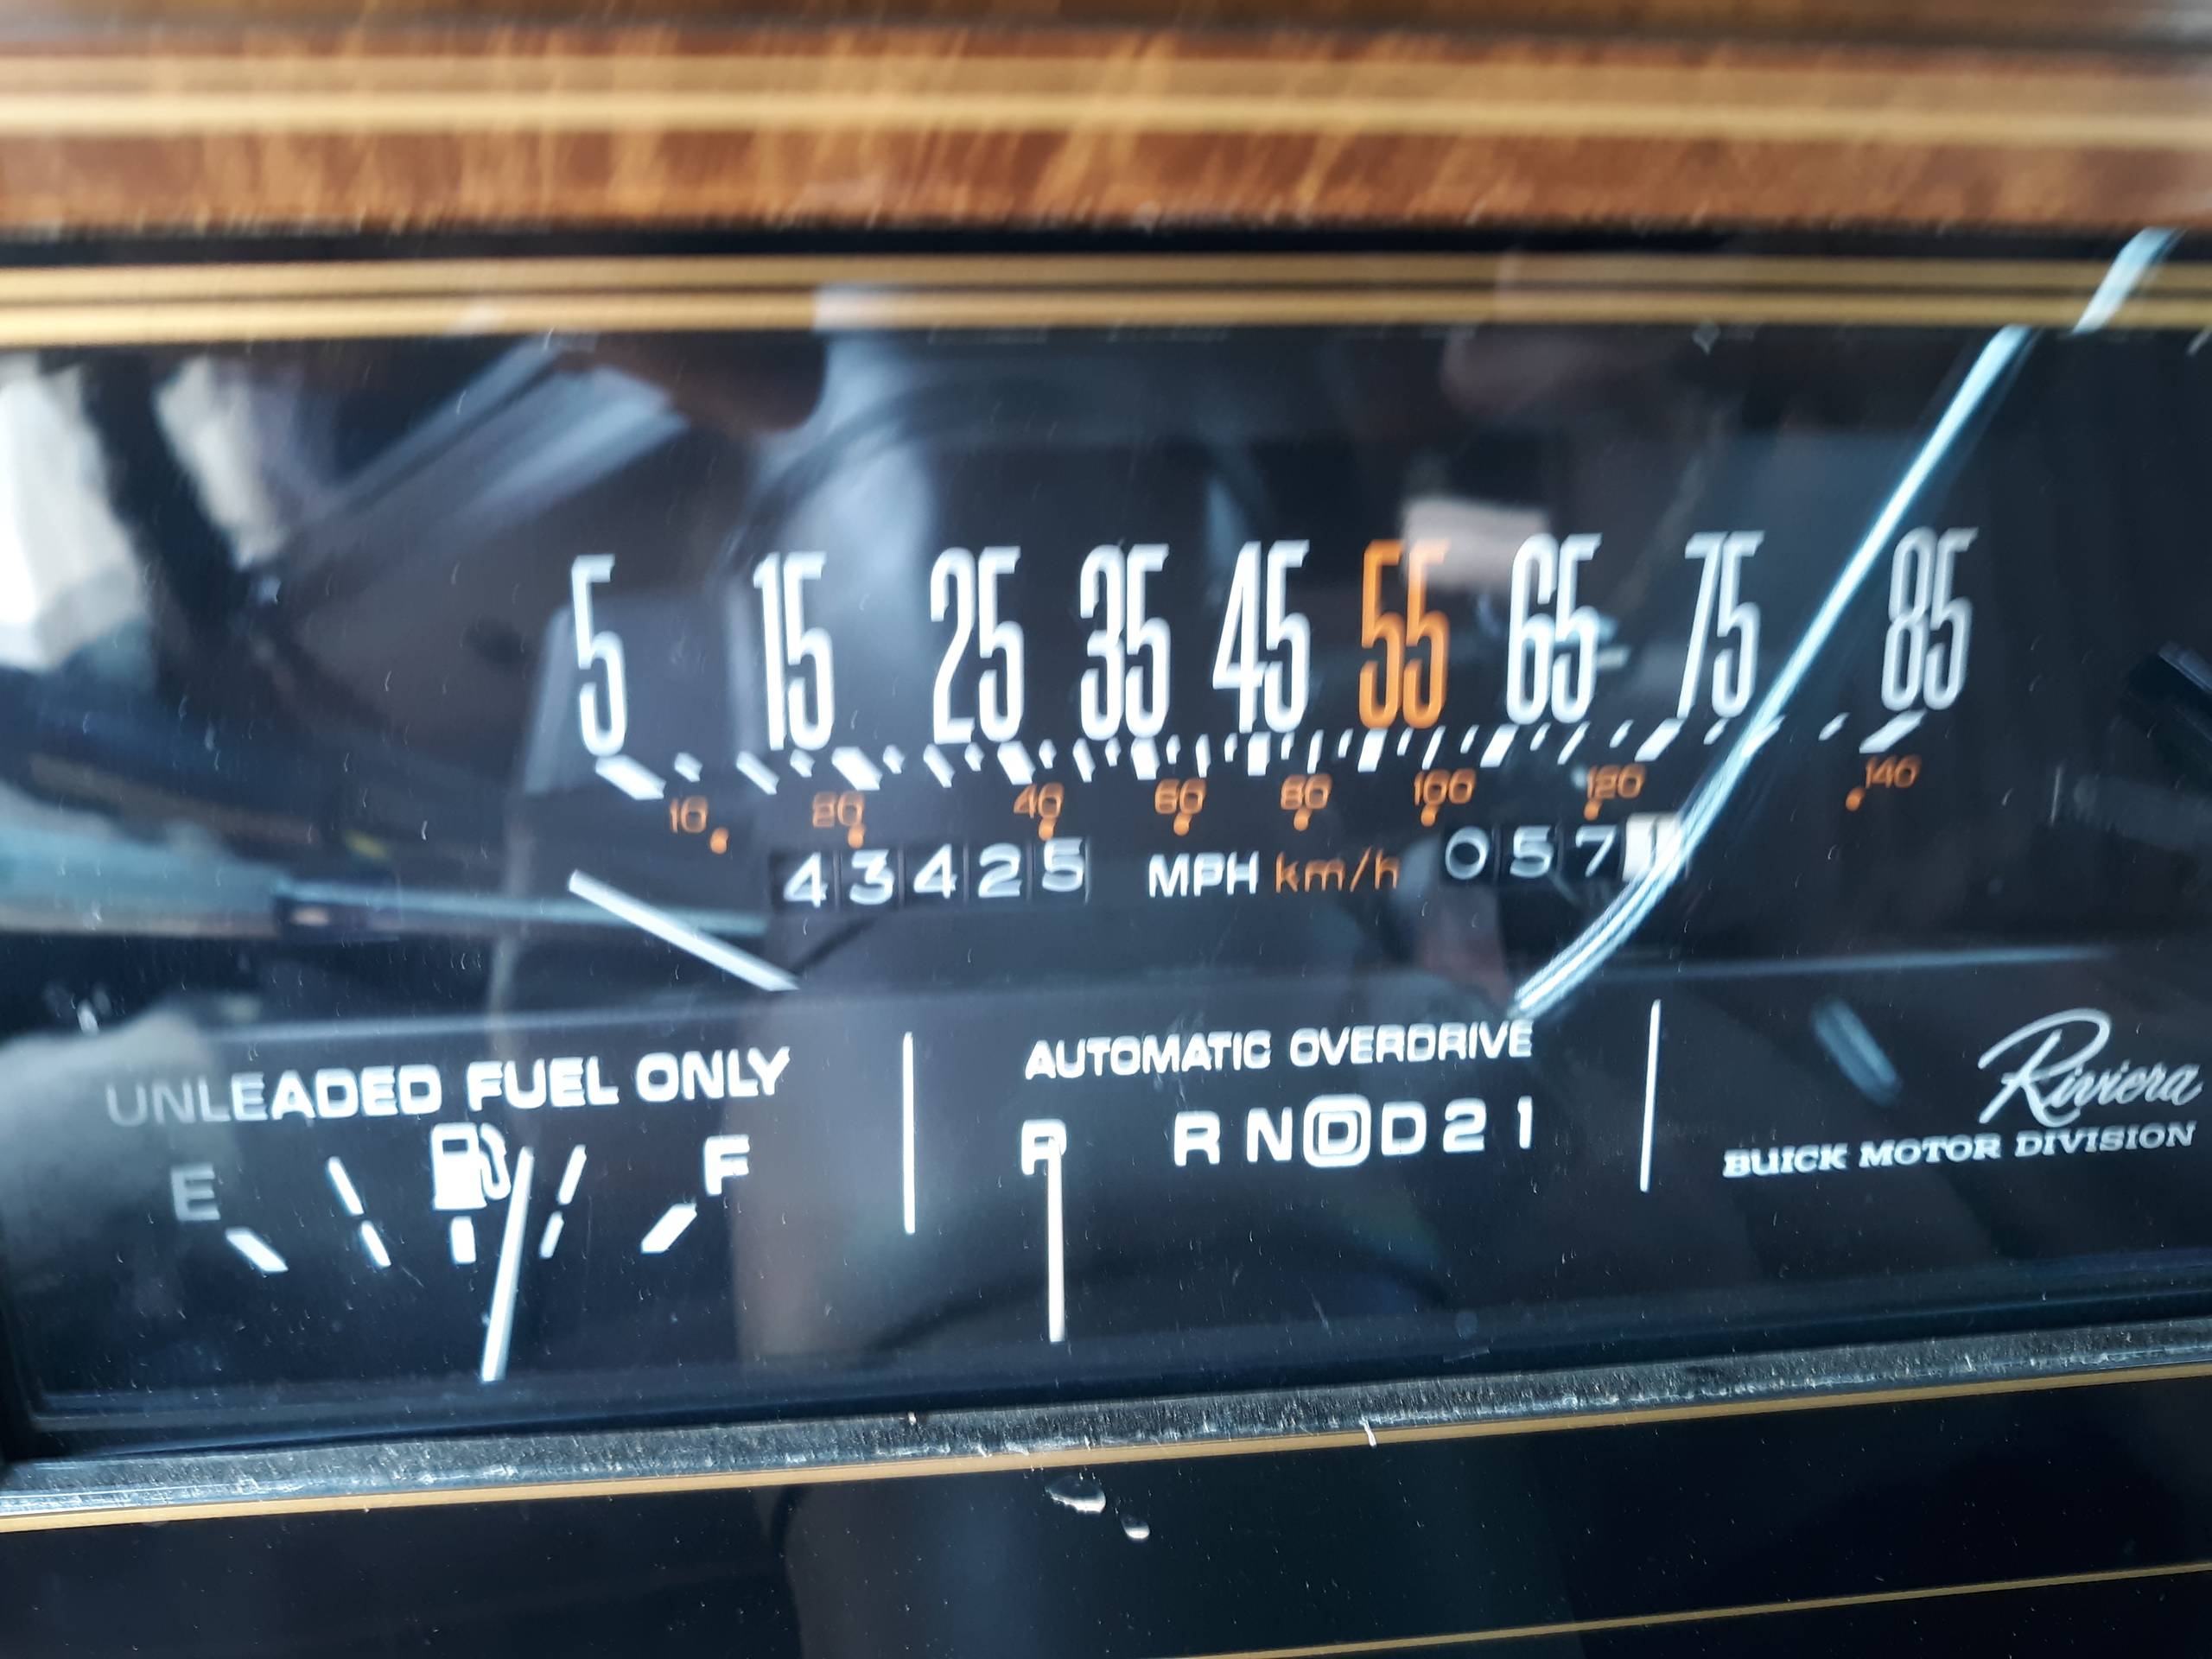 5 15 25 35 45 55 65 75 85
10 20 40 60 80 100 120 140
43425 MPH km/h 057
UNLEADED FUEL ONLY
E F
AUTOMATIC OVERDRIVE
P R N D D 2 1
Riviera
BUICK MOTOR DIVISION